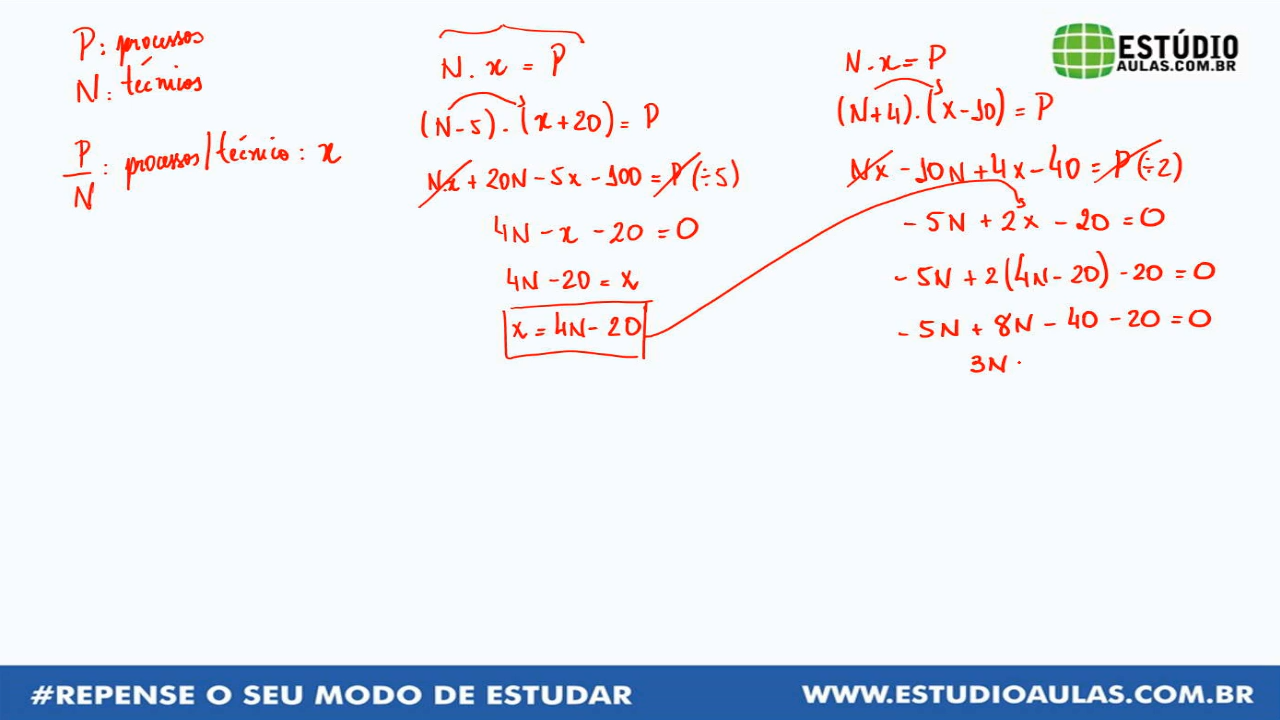 P: processos
N: técnicos
P/N : processos/técnico: x
N . x = P
(N-5) . (x+20) = P
N.x + 20N - 5x - 100 = P (÷5)
4N - x - 20 = 0
4N - 20 = x
x = 4N - 20
N . x = P
(N+4) . (x-10) = P
Nx - 10N + 4x - 40 = P (÷2)
- 5N + 2x - 20 = 0
- 5N + 2(4N - 20) - 20 = 0
- 5N + 8N - 40 - 20 = 0
3N
ESTÚDIO
AULAS.COM.BR
#REPENSE O SEU MODO DE ESTUDAR
WWW.ESTUDIOAULAS.COM.BR